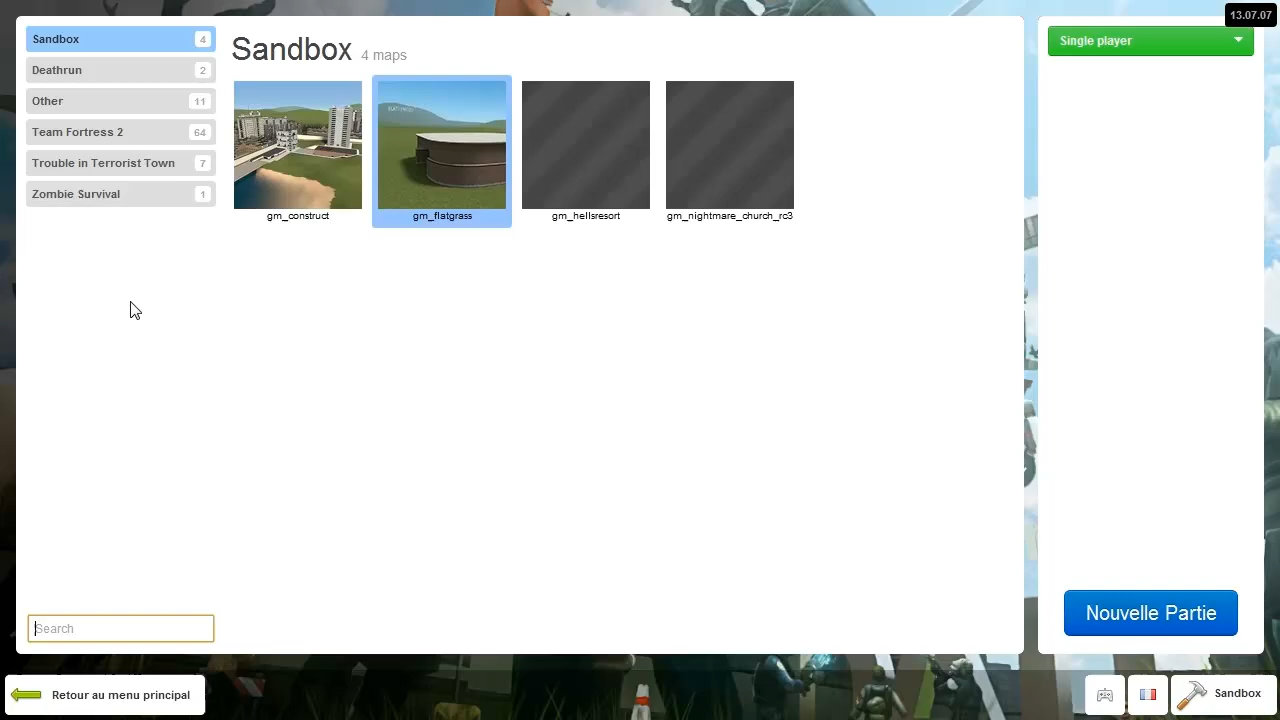 13.07.07
Sandbox 4
Deathrun 2
Other 11
Team Fortress 2 64
Trouble in Terrorist Town 7
Zombie Survival 1
Search
Sandbox 4 maps
gm_construct
gm_flatgrass
gm_hellsresort
gm_nightmare_church_rc3
Single player
Nouvelle Partie
Retour au menu principal
Sandbox